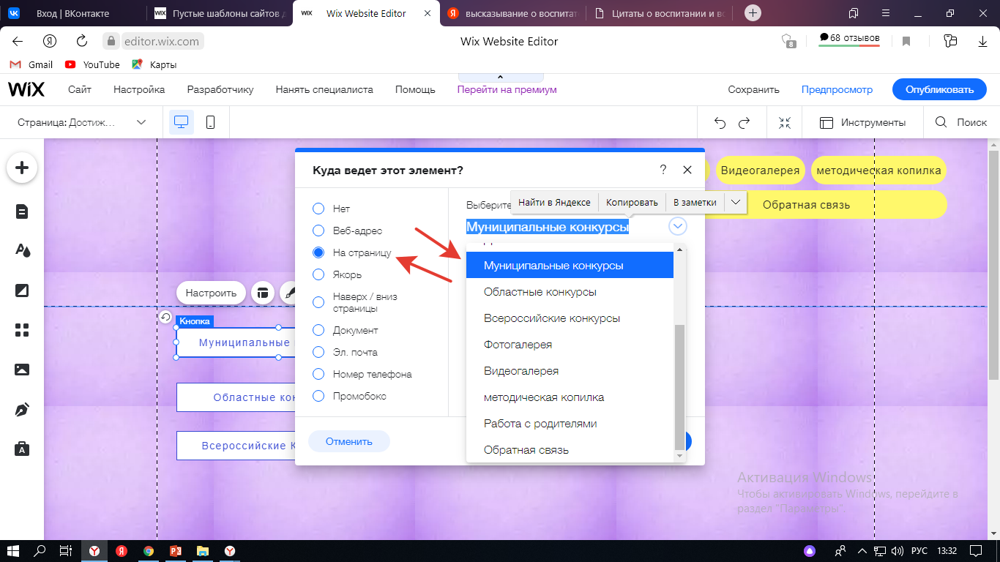 Вход | ВКонтакте
WiX
Пустые шаблоны сайтов д
WiX
Wix Website Editor
высказывание о воспитат
Цитаты о воспитании и во
Я
editor.wix.com
Wix Website Editor
8
68 отзывов
Gmail
YouTube
Карты
WiX
Сайт
Настройка
Разработчику
Нанять специалиста
Помощь
Перейти на премиум
Сохранить
Предпросмотр
Опубликовать
Страница: Достиж...
Инструменты
Поиск
Куда ведет этот элемент?
?
Видеогалерея
методическая копилка
Обратная связь
Нет
Веб-адрес
На страницу
Якорь
Наверх / вниз
страницы
Документ
Эл. почта
Номер телефона
Промобокс
Выберите
Найти в Яндексе
Копировать
В заметки
Муниципальные конкурсы
Муниципальные конкурсы
Областные конкурсы
Всероссийские конкурсы
Фотогалерея
Видеогалерея
методическая копилка
Работа с родителями
Обратная связь
Настроить
Кнопка
Муниципальные
Областные кон
Всероссийские К
Отменить
Активация Windows
Чтобы активировать Windows, перейдите в
раздел "Параметры".
РУС
13:32